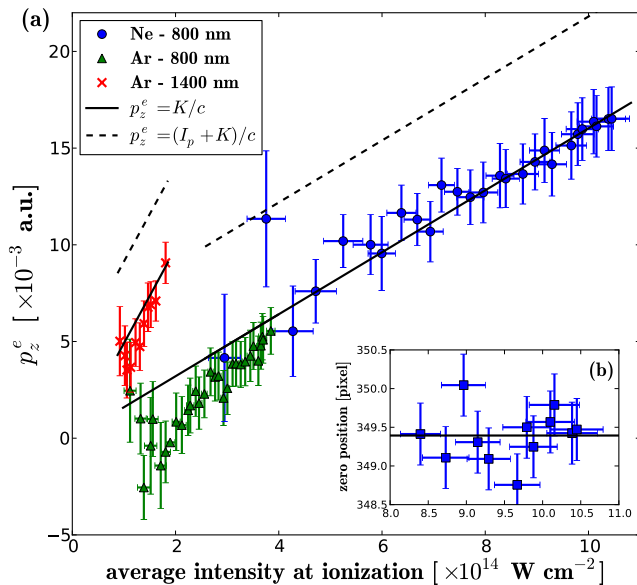 (a)
Ne - 800 nm
Ar - 800 nm
Ar - 1400 nm
p_z^e = K/c
p_z^e = (I_p + K)/c
20
15
10
5
0
−5
p_z^e [×10^{−3} a.u.]
(b)
350.5
350.0
349.5
349.0
348.5
zero position [pixel]
8.0 8.5 9.0 9.5 10.0 10.5 11.0
0 2 4 6 8 10
average intensity at ionization [×10^{14} W cm^{−2}]